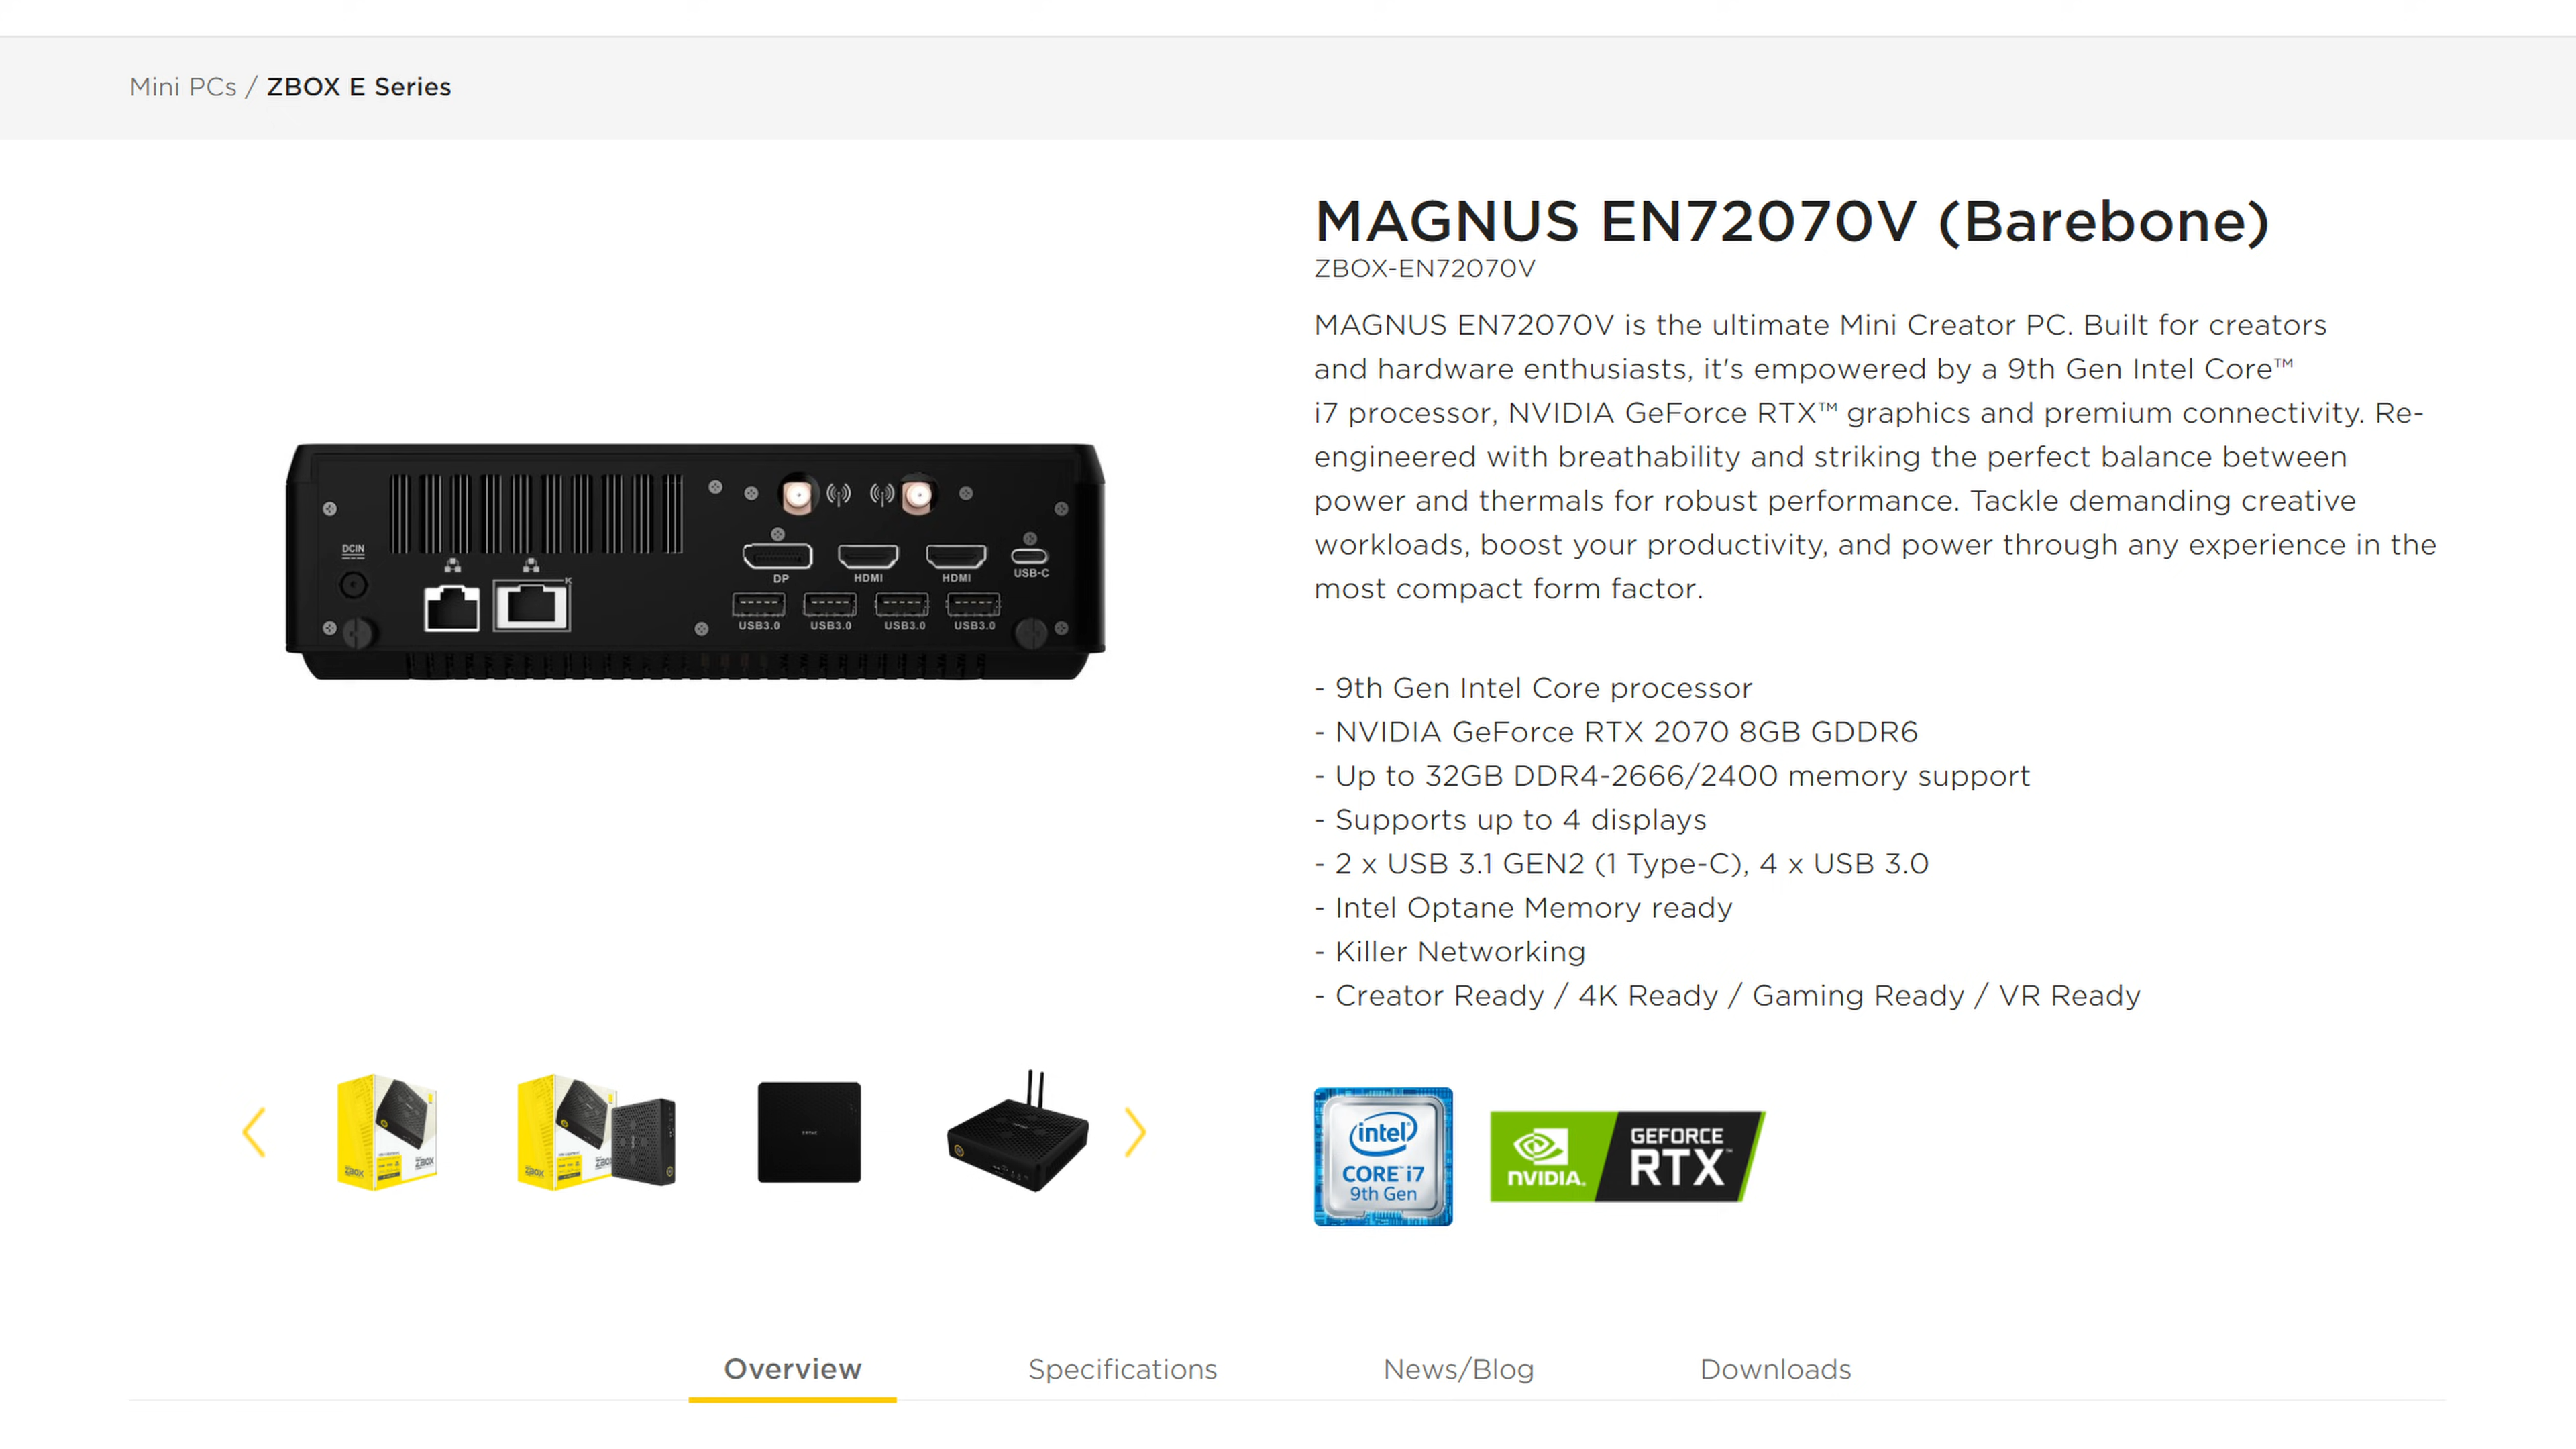 Mini PCs / ZBOX E Series
MAGNUS EN72070V (Barebone)
ZBOX-EN72070V
MAGNUS EN72070V is the ultimate Mini Creator PC. Built for creators
and hardware enthusiasts, it's empowered by a 9th Gen Intel Core™
i7 processor, NVIDIA GeForce RTX™ graphics and premium connectivity. Re-
engineered with breathability and striking the perfect balance between
power and thermals for robust performance. Tackle demanding creative
workloads, boost your productivity, and power through any experience in the
most compact form factor.
- 9th Gen Intel Core processor
- NVIDIA GeForce RTX 2070 8GB GDDR6
- Up to 32GB DDR4-2666/2400 memory support
- Supports up to 4 displays
- 2 x USB 3.1 GEN2 (1 Type-C), 4 x USB 3.0
- Intel Optane Memory ready
- Killer Networking
- Creator Ready / 4K Ready / Gaming Ready / VR Ready
DCIN
K
DP
HDMI
HDMI
USB-C
USB3.0
USB3.0
USB3.0
USB3.0
ZBOX
ZBOX
ZBOX
intel
CORE™ i7
9th Gen
NVIDIA.
GEFORCE
RTX™
Overview
Specifications
News/Blog
Downloads